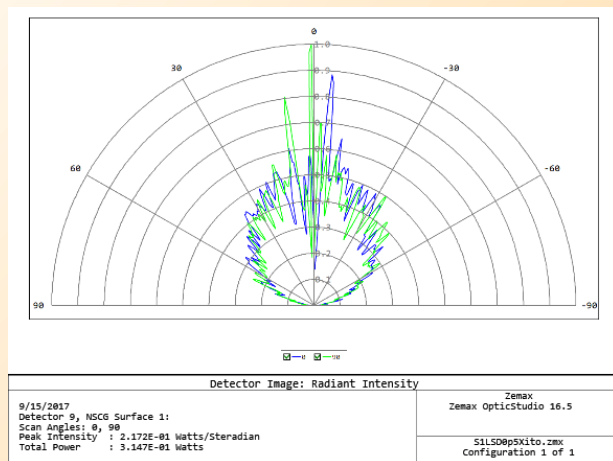 0
30
-30
60
-60
90
-90
1.0
0.9
0.8
0.7
0.6
0.5
0.4
0.3
0.2
0.1
0
90
Detector Image: Radiant Intensity
9/15/2017
Detector 9, NSCG Surface 1:
Scan Angles: 0, 90
Peak Intensity : 2.172E-01 Watts/Steradian
Total Power : 3.147E-01 Watts
Zemax
Zemax OpticStudio 16.5
S1LSD0p5Xito.zmx
Configuration 1 of 1